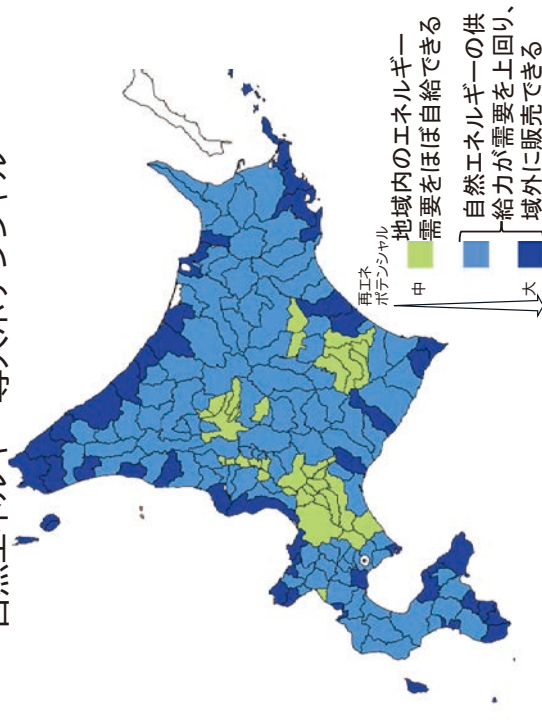 再エネ
ポテンシャル
中
大
地域内のエネルギー
需要をほぼ自給できる
自然エネルギーの供
給力が需要を上回り、
域外に販売できる